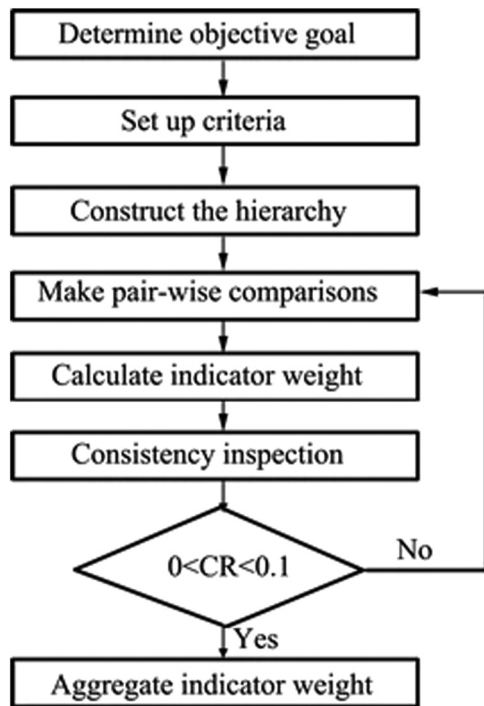 Determine objective goal
Set up criteria
Construct the hierarchy
Make pair-wise comparisons
Calculate indicator weight
Consistency inspection
0<CR<0.1
No
Yes
Aggregate indicator weight